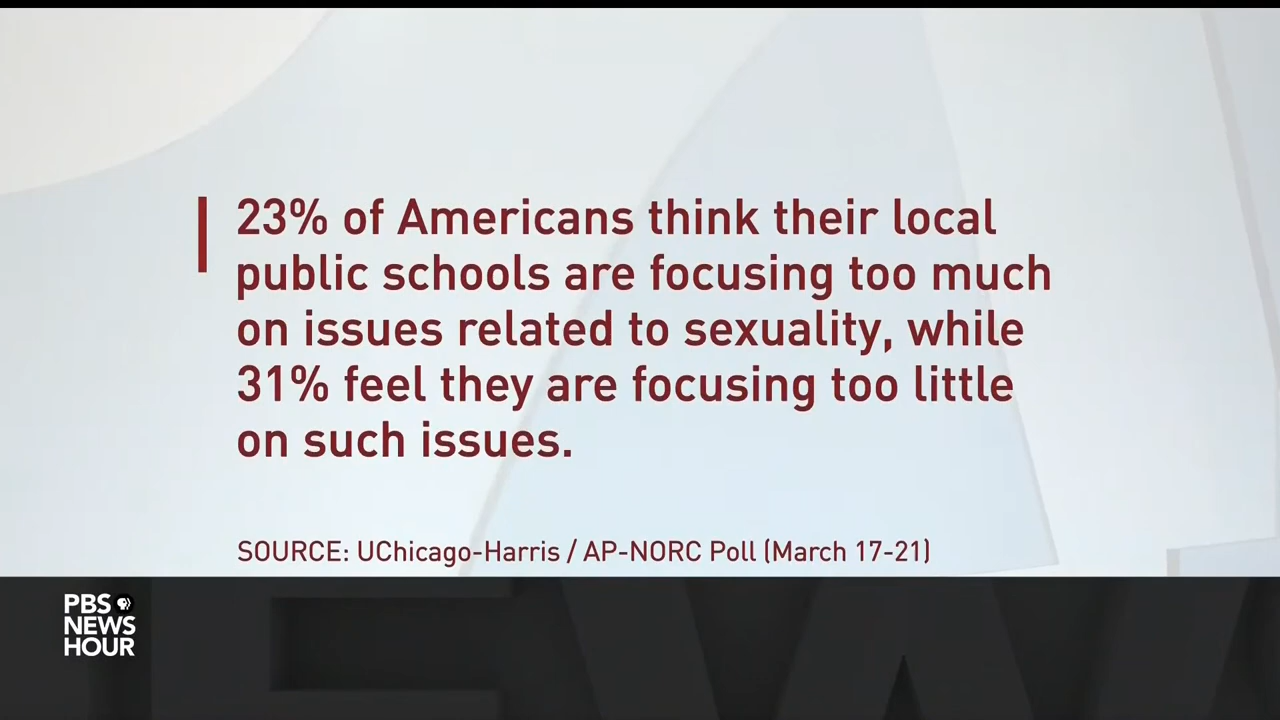 23% of Americans think their local
public schools are focusing too much
on issues related to sexuality, while
31% feel they are focusing too little
on such issues.
SOURCE: UChicago-Harris / AP-NORC Poll (March 17-21)
PBS
NEWS
HOUR